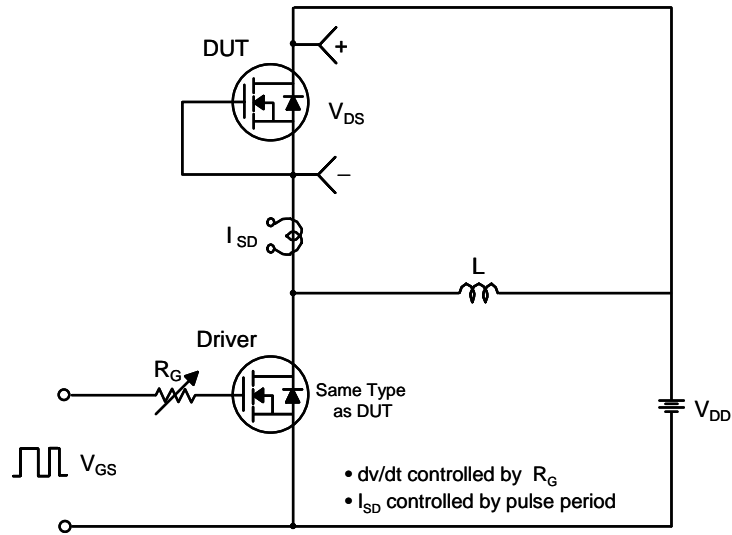 DUT
+
V_DS
–
I_SD
L
Driver
R_G
Same Type
as DUT
V_DD
V_GS
• dv/dt controlled by R_G
• I_SD controlled by pulse period